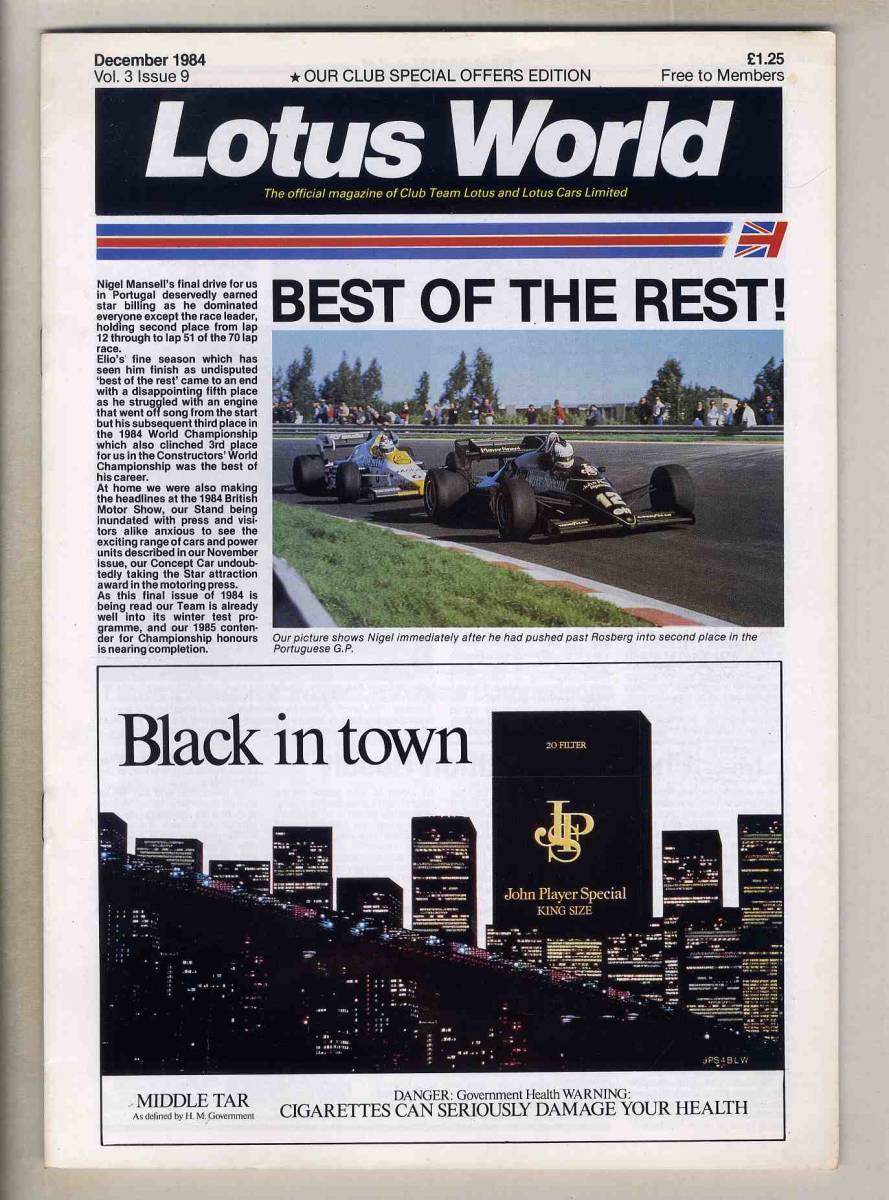 December 1984
Vol. 3 Issue 9
★ OUR CLUB SPECIAL OFFERS EDITION
£1.25
Free to Members
Lotus World
The official magazine of Club Team Lotus and Lotus Cars Limited
Nigel Mansell's final drive for us
in Portugal deservedly earned
star billing as he dominated
everyone except the race leader,
holding second place from lap
12 through to lap 51 of the 70 lap
race.
Elio's fine season which has
seen him finish as undisputed
'best of the rest' came to an end
with a disappointing fifth place
as he struggled with an engine
that went off song from the start
but his subsequent third place in
the 1984 World Championship
which also clinched 3rd place
for us in the Constructors' World
Championship was the best of
his career.
At home we were also making
the headlines at the 1984 British
Motor Show, our Stand being
inundated with press and visi-
tors alike anxious to see the
exciting range of cars and power
units described in our November
issue, our Concept Car undoub-
tedly taking the Star attraction
award in the motoring press.
As this final issue of 1984 is
being read our Team is already
well into its winter test pro-
gramme, and our 1985 conten-
der for Championship honours
is nearing completion.
BEST OF THE REST!
12
elf
Our picture shows Nigel immediately after he had pushed past Rosberg into second place in the
Portuguese G.P.
Black in town
20 FILTER
JPS
John Player Special
KING SIZE
JPS4BLW
MIDDLE TAR
As defined by H. M. Government
DANGER: Government Health WARNING:
CIGARETTES CAN SERIOUSLY DAMAGE YOUR HEALTH